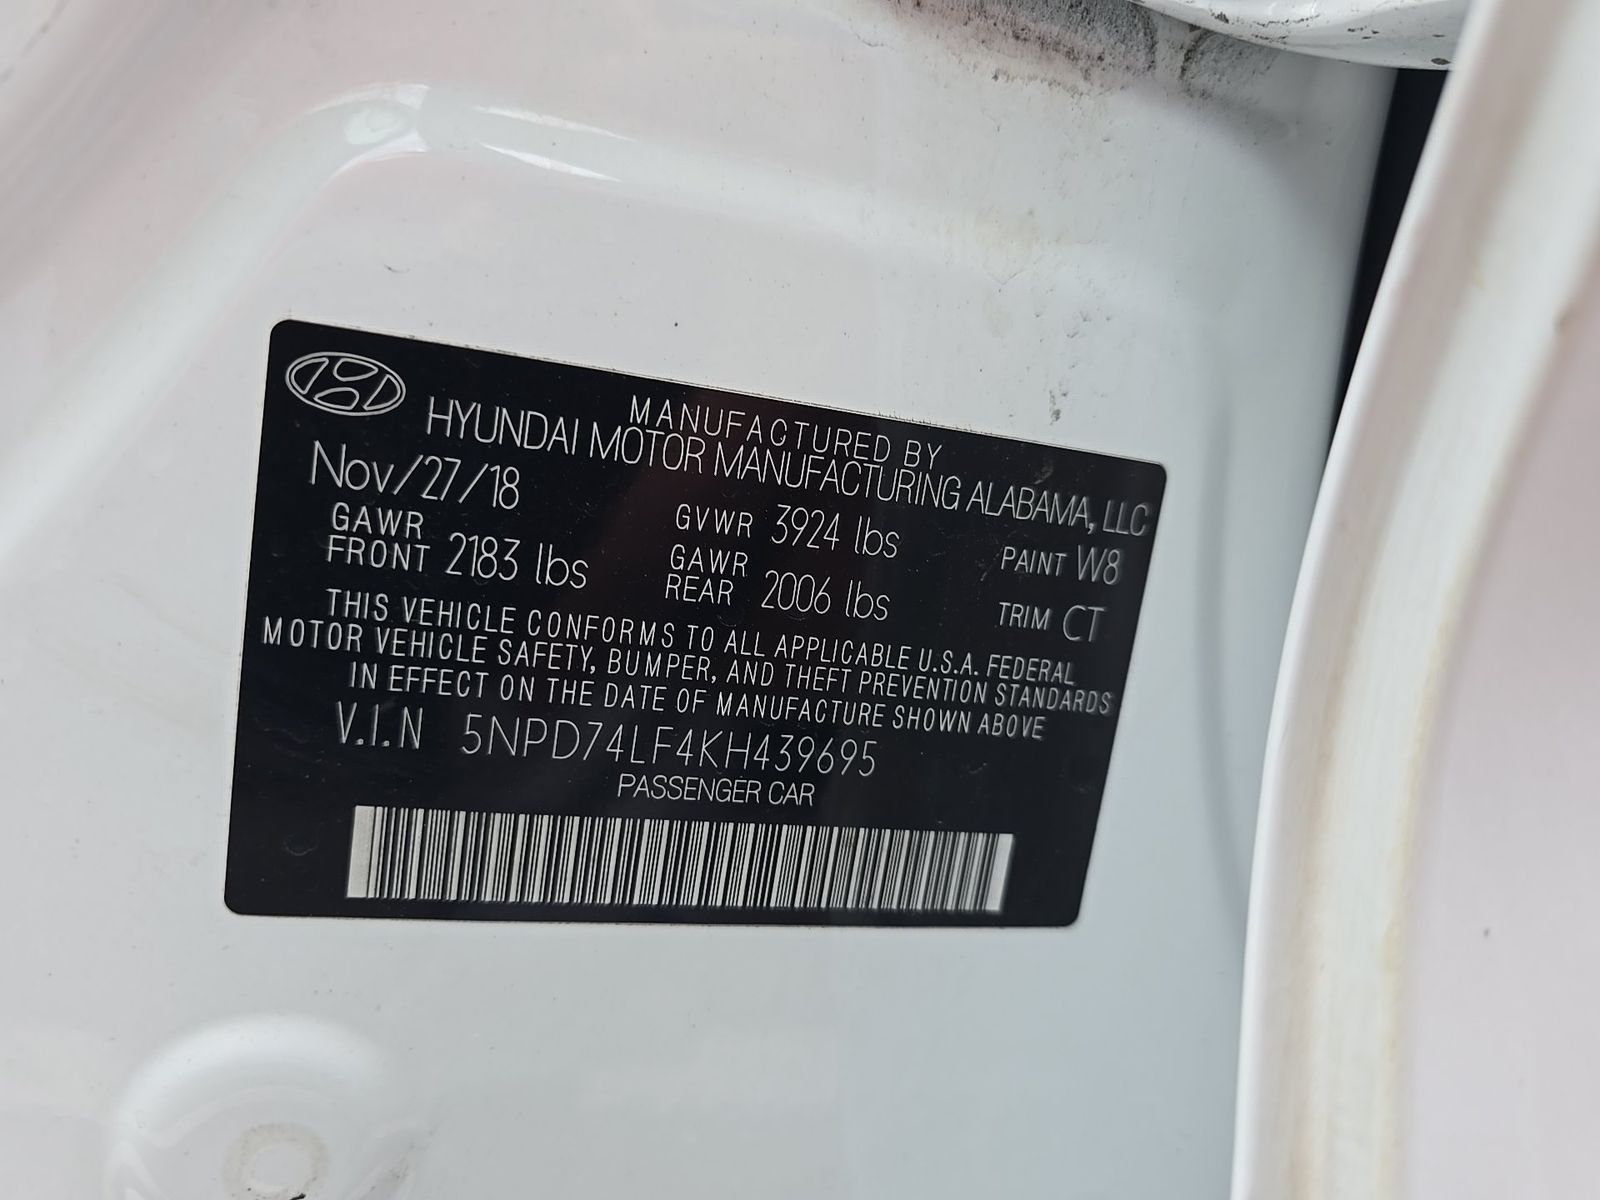 MANUFACTURED BY
HYUNDAI MOTOR MANUFACTURING ALABAMA, LLC
Nov/27/18
GAWR FRONT 2183 lbs
GVWR 3924 lbs
PAINT W8
GAWR REAR 2006 lbs
TRIM CT
THIS VEHICLE CONFORMS TO ALL APPLICABLE U.S.A. FEDERAL
MOTOR VEHICLE SAFETY, BUMPER, AND THEFT PREVENTION STANDARDS
IN EFFECT ON THE DATE OF MANUFACTURE SHOWN ABOVE
V.I.N 5NPD74LF4KH439695
PASSENGER CAR